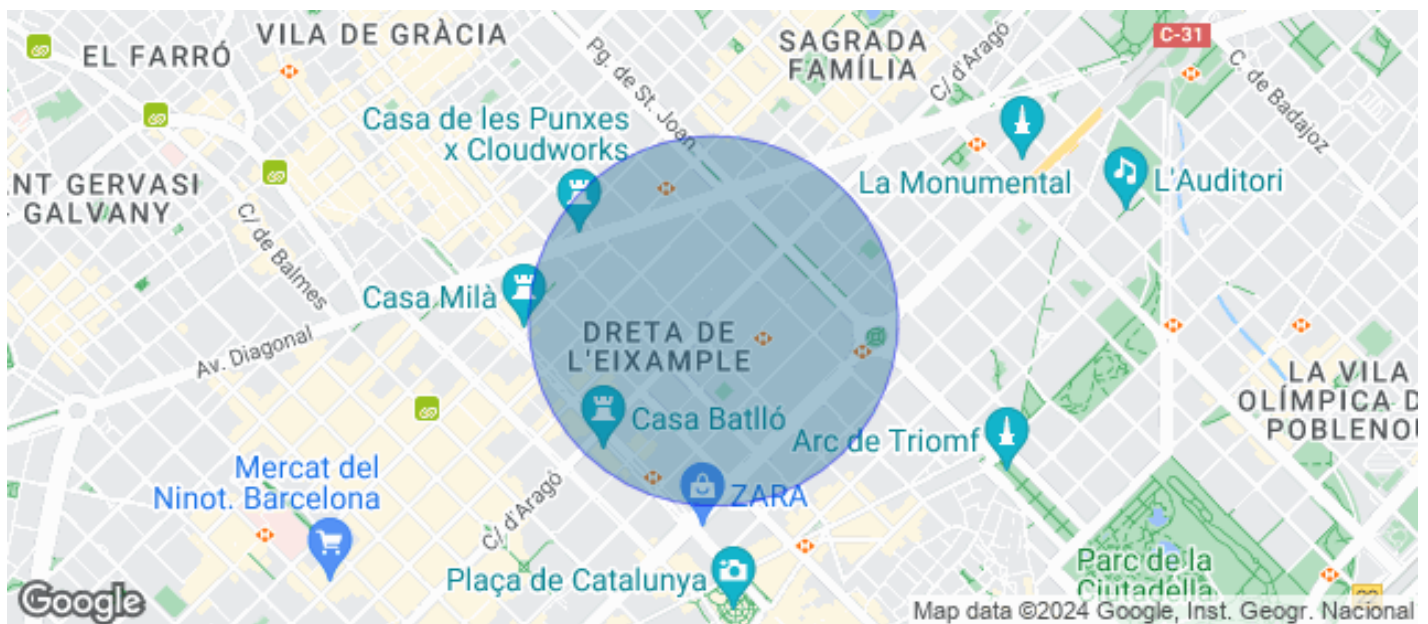 EL FARRÓ
VILA DE GRÀCIA
Pg. de St. Joan
SAGRADA
FAMÍLIA
C/ d'Aragó
C-31
C. de Badajoz
Casa de les Punxes
x Cloudworks
NT GERVASI
- GALVANY
C/ de Balmes
La Monumental
L'Auditori
Casa Milà
Av. Diagonal
DRETA DE
L'EIXAMPLE
Casa Batlló
LA VILA
OLÍMPICA D
POBLENOU
Arc de Triomf
Mercat del
Ninot. Barcelona
C/ d'Aragó
ZARA
Plaça de Catalunya
Parc de la
Ciutadella
Google
Map data ©2024 Google, Inst. Geogr. Nacional